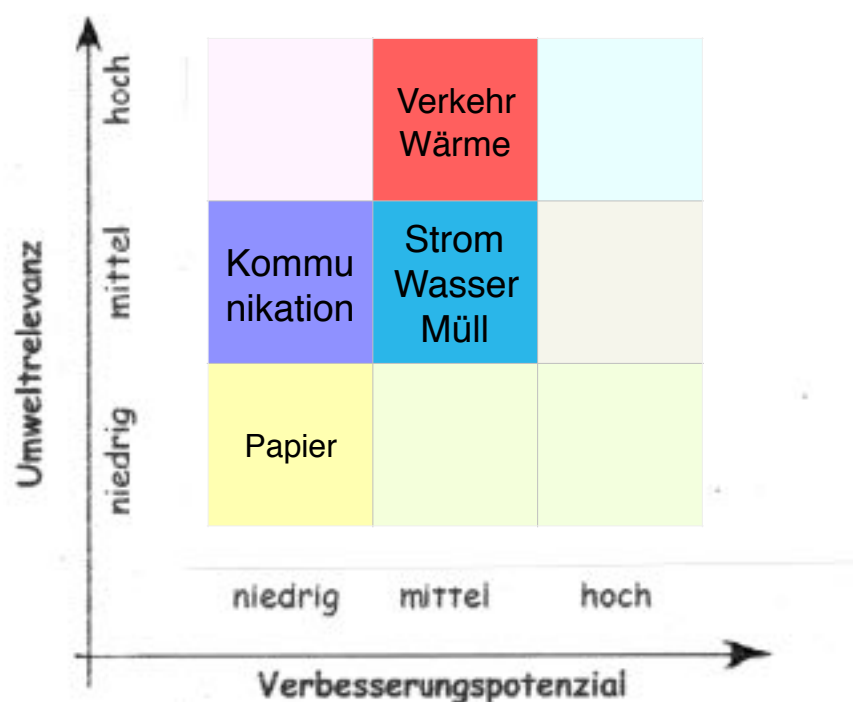 Umweltrelevanz
hoch
mittel
niedrig
Verkehr
Wärme
Kommu
nikation
Strom
Wasser
Müll
Papier
niedrig
mittel
hoch
Verbesserungspotenzial